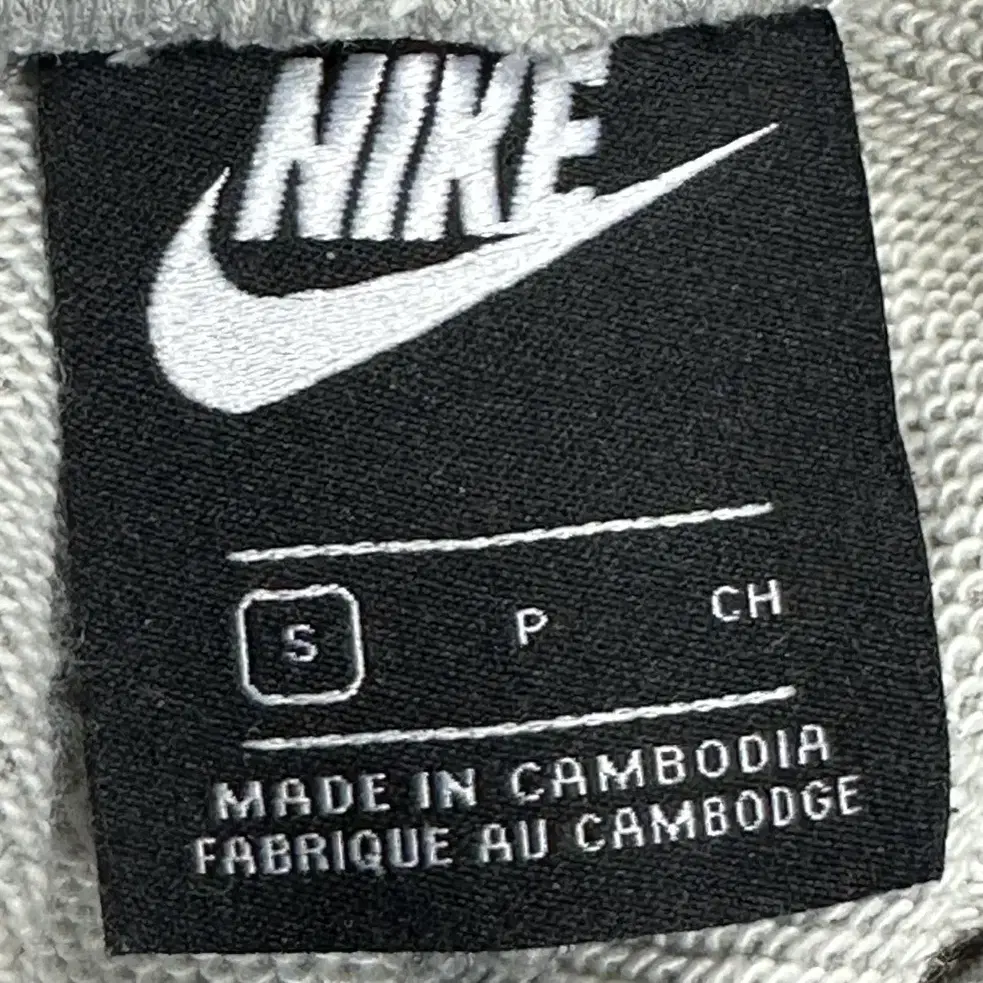 NIKE
S P CH
MADE IN CAMBODIA
FABRIQUE AU CAMBODGE